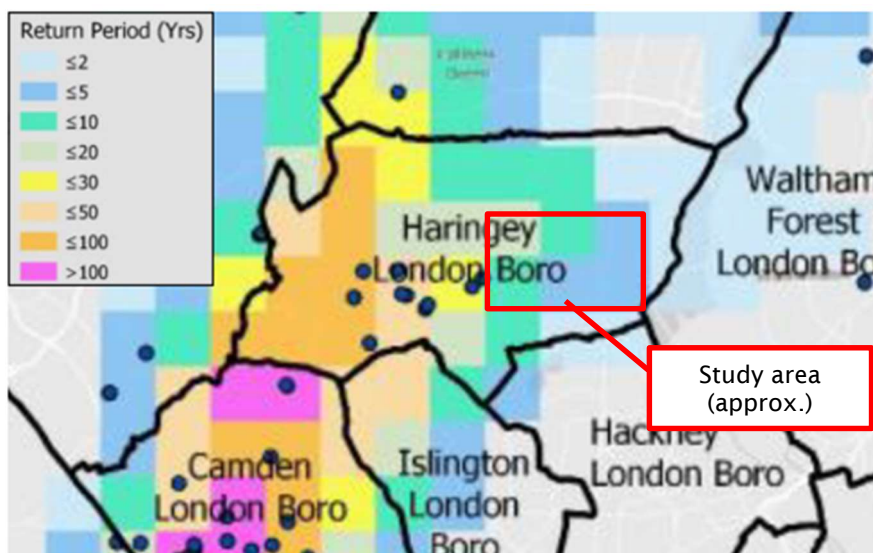 Return Period (Yrs)
≤2
≤5
≤10
≤20
≤30
≤50
≤100
>100
Haringey
London Boro
Waltham
Forest
London Bo
Study area
(approx.)
Hackney
London Boro
Camden
London Boro
Islington
London
Boro